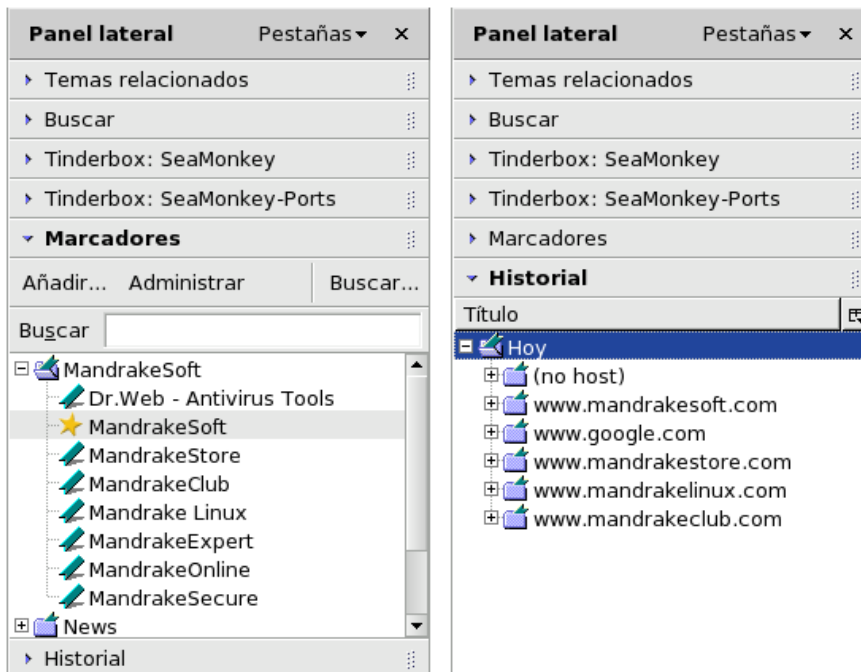 Panel lateral Pestañas
Temas relacionados
Buscar
Tinderbox: SeaMonkey
Tinderbox: SeaMonkey-Ports
Marcadores
Añadir... Administrar Buscar...
Buscar
MandrakeSoft
Dr.Web - Antivirus Tools
MandrakeSoft
MandrakeStore
MandrakeClub
Mandrake Linux
MandrakeExpert
MandrakeOnline
MandrakeSecure
News
Historial
Panel lateral Pestañas
Temas relacionados
Buscar
Tinderbox: SeaMonkey
Tinderbox: SeaMonkey-Ports
Marcadores
Historial
Título
Hoy
(no host)
www.mandrakesoft.com
www.google.com
www.mandrakestore.com
www.mandrakelinux.com
www.mandrakeclub.com